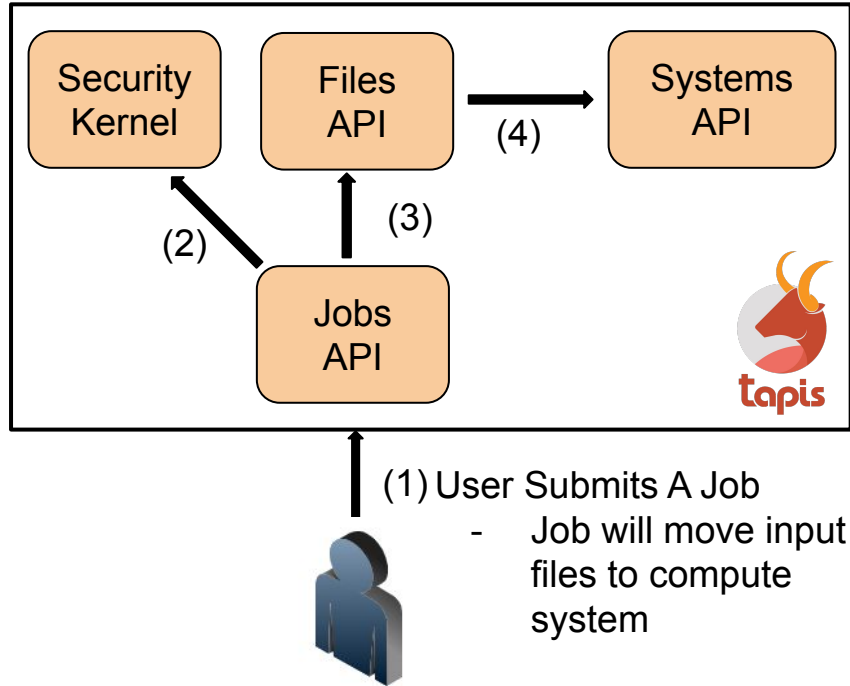 Security
Kernel
Files
API
Systems
API
(4)
(2)
(3)
Jobs
API
tapis
(1) User Submits A Job
- Job will move input
files to compute
system